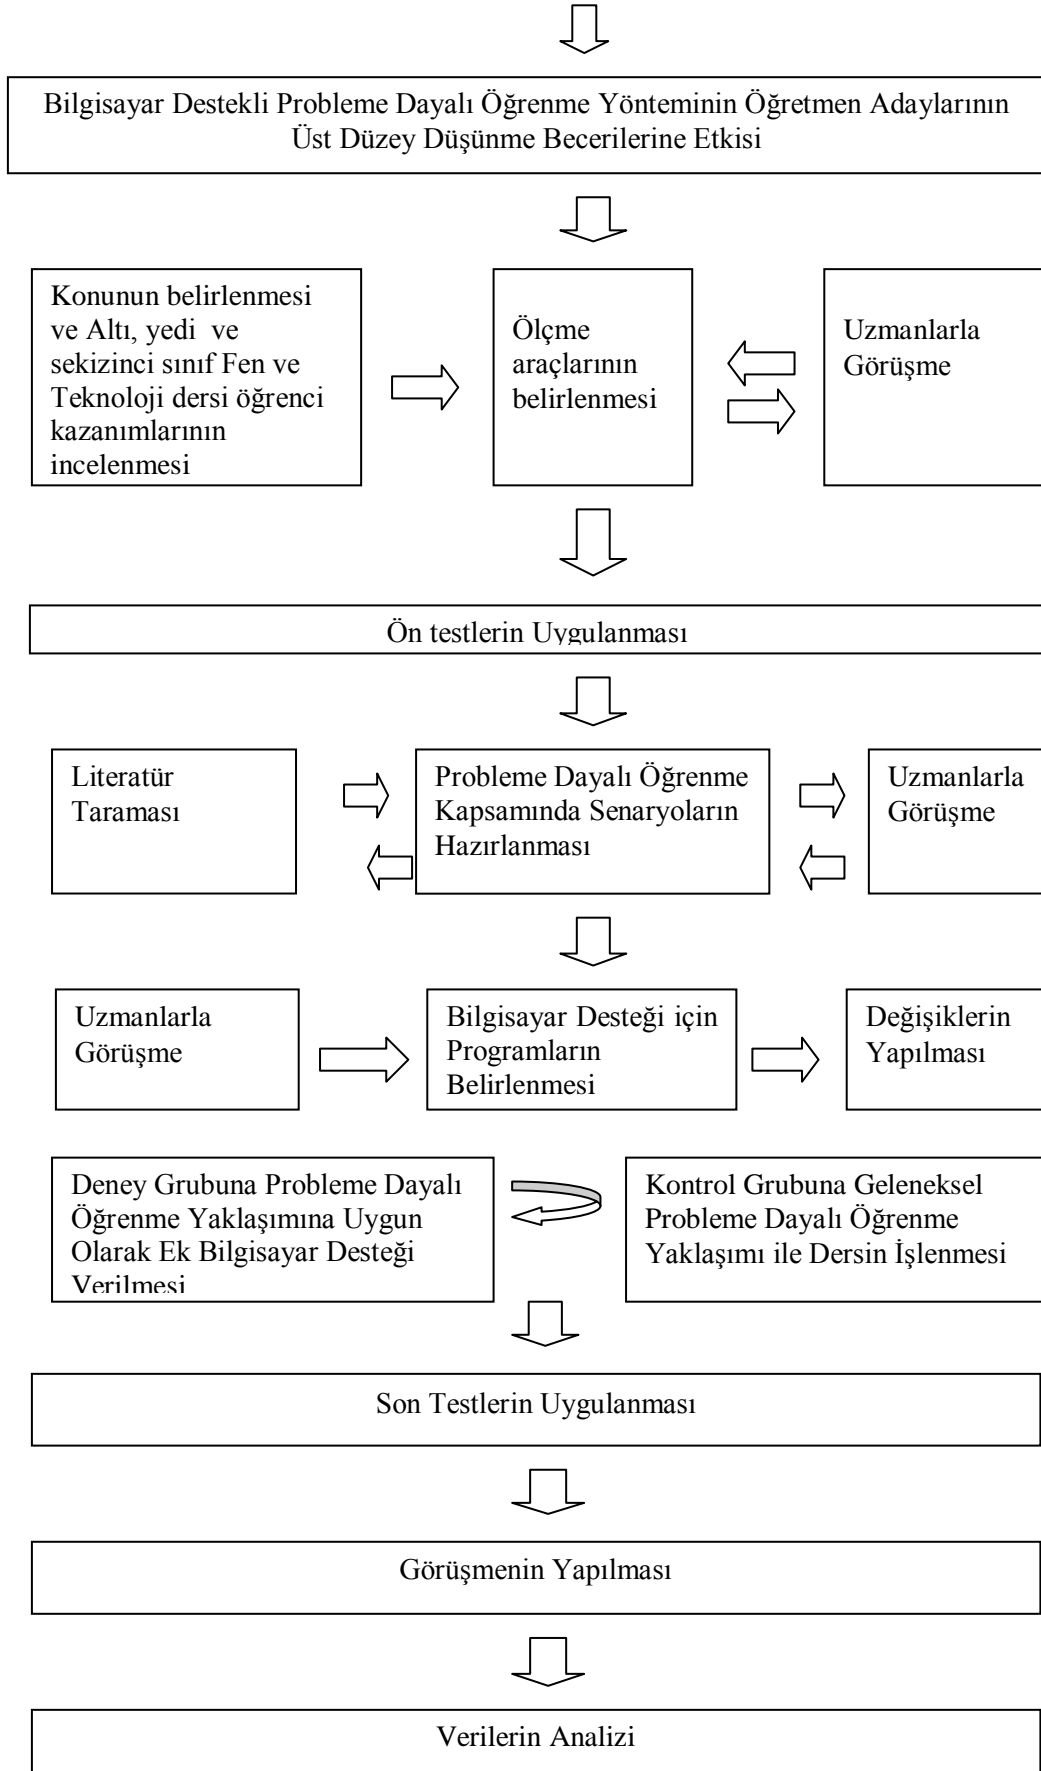 Bilgisayar Destekli Probleme Dayalı Öğrenme Yönteminin Öğretmen Adaylarının
Üst Düzey Düşünme Becerilerine Etkisi
Konunun belirlenmesi
ve Altı, yedi ve
sekizinci sınıf Fen ve
Teknoloji dersi öğrenci
kazanımlarının
incelenmesi
Ölçme
araçlarının
belirlenmesi
Uzmanlarla
Görüşme
Ön testlerin Uygulanması
Literatür
Taraması
Probleme Dayalı Öğrenme
Kapsamında Senaryoların
Hazırlanması
Uzmanlarla
Görüşme
Uzmanlarla
Görüşme
Bilgisayar Desteği için
Programların
Belirlenmesi
Değişiklerin
Yapılması
Deney Grubuna Probleme Dayalı
Öğrenme Yaklaşımına Uygun
Olarak Ek Bilgisayar Desteği
Verilmesi
Kontrol Grubuna Geleneksel
Probleme Dayalı Öğrenme
Yaklaşımı ile Dersin İşlenmesi
Son Testlerin Uygulanması
Görüşmenin Yapılması
Verilerin Analizi